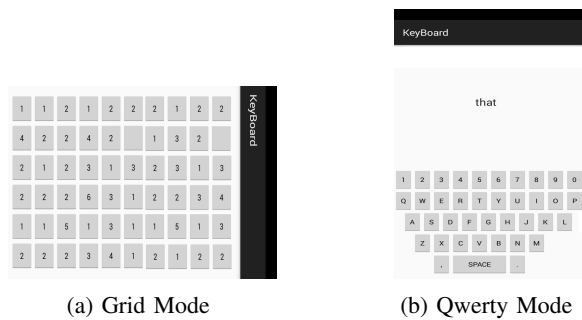 KeyBoard
1 1 2 1 2 2 2 1 2 2
4 2 2 4 2 1 3 2
2 1 2 3 1 3 2 3 1 3
2 2 2 6 3 1 2 2 3 4
1 1 5 1 3 1 1 5 1 3
2 2 2 3 4 1 2 1 2 2
(a) Grid Mode
KeyBoard
that
1 2 3 4 5 6 7 8 9 0
Q W E R T Y U I O P
A S D F G H J K L
Z X C V B N M
, SPACE .
(b) Qwerty Mode